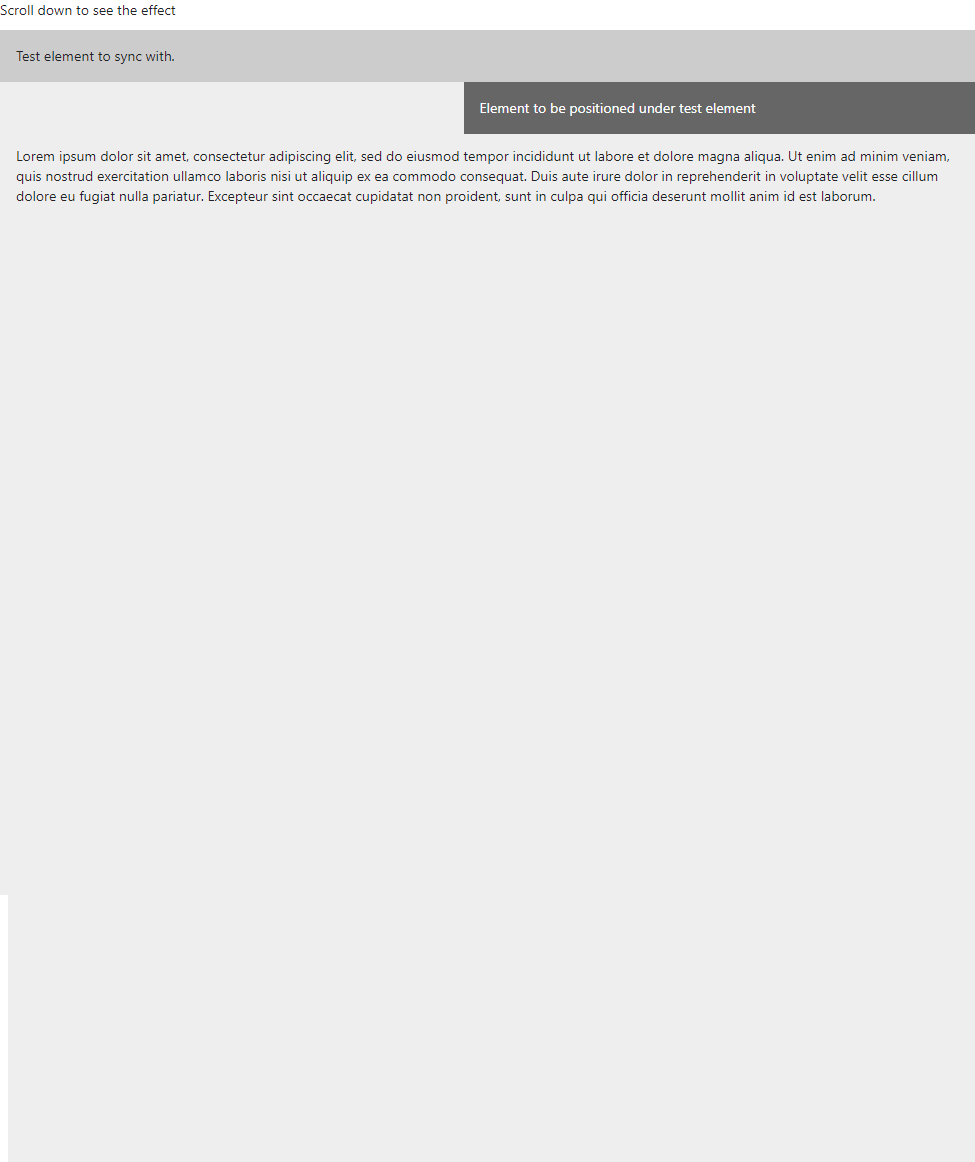 Scroll down to see the effect
Test element to sync with.
Element to be positioned under test element
Lorem ipsum dolor sit amet, consectetur adipiscing elit, sed do eiusmod tempor incididunt ut labore et dolore magna aliqua. Ut enim ad minim veniam,
quis nostrud exercitation ullamco laboris nisi ut aliquip ex ea commodo consequat. Duis aute irure dolor in reprehenderit in voluptate velit esse cillum
dolore eu fugiat nulla pariatur. Excepteur sint occaecat cupidatat non proident, sunt in culpa qui officia deserunt mollit anim id est laborum.